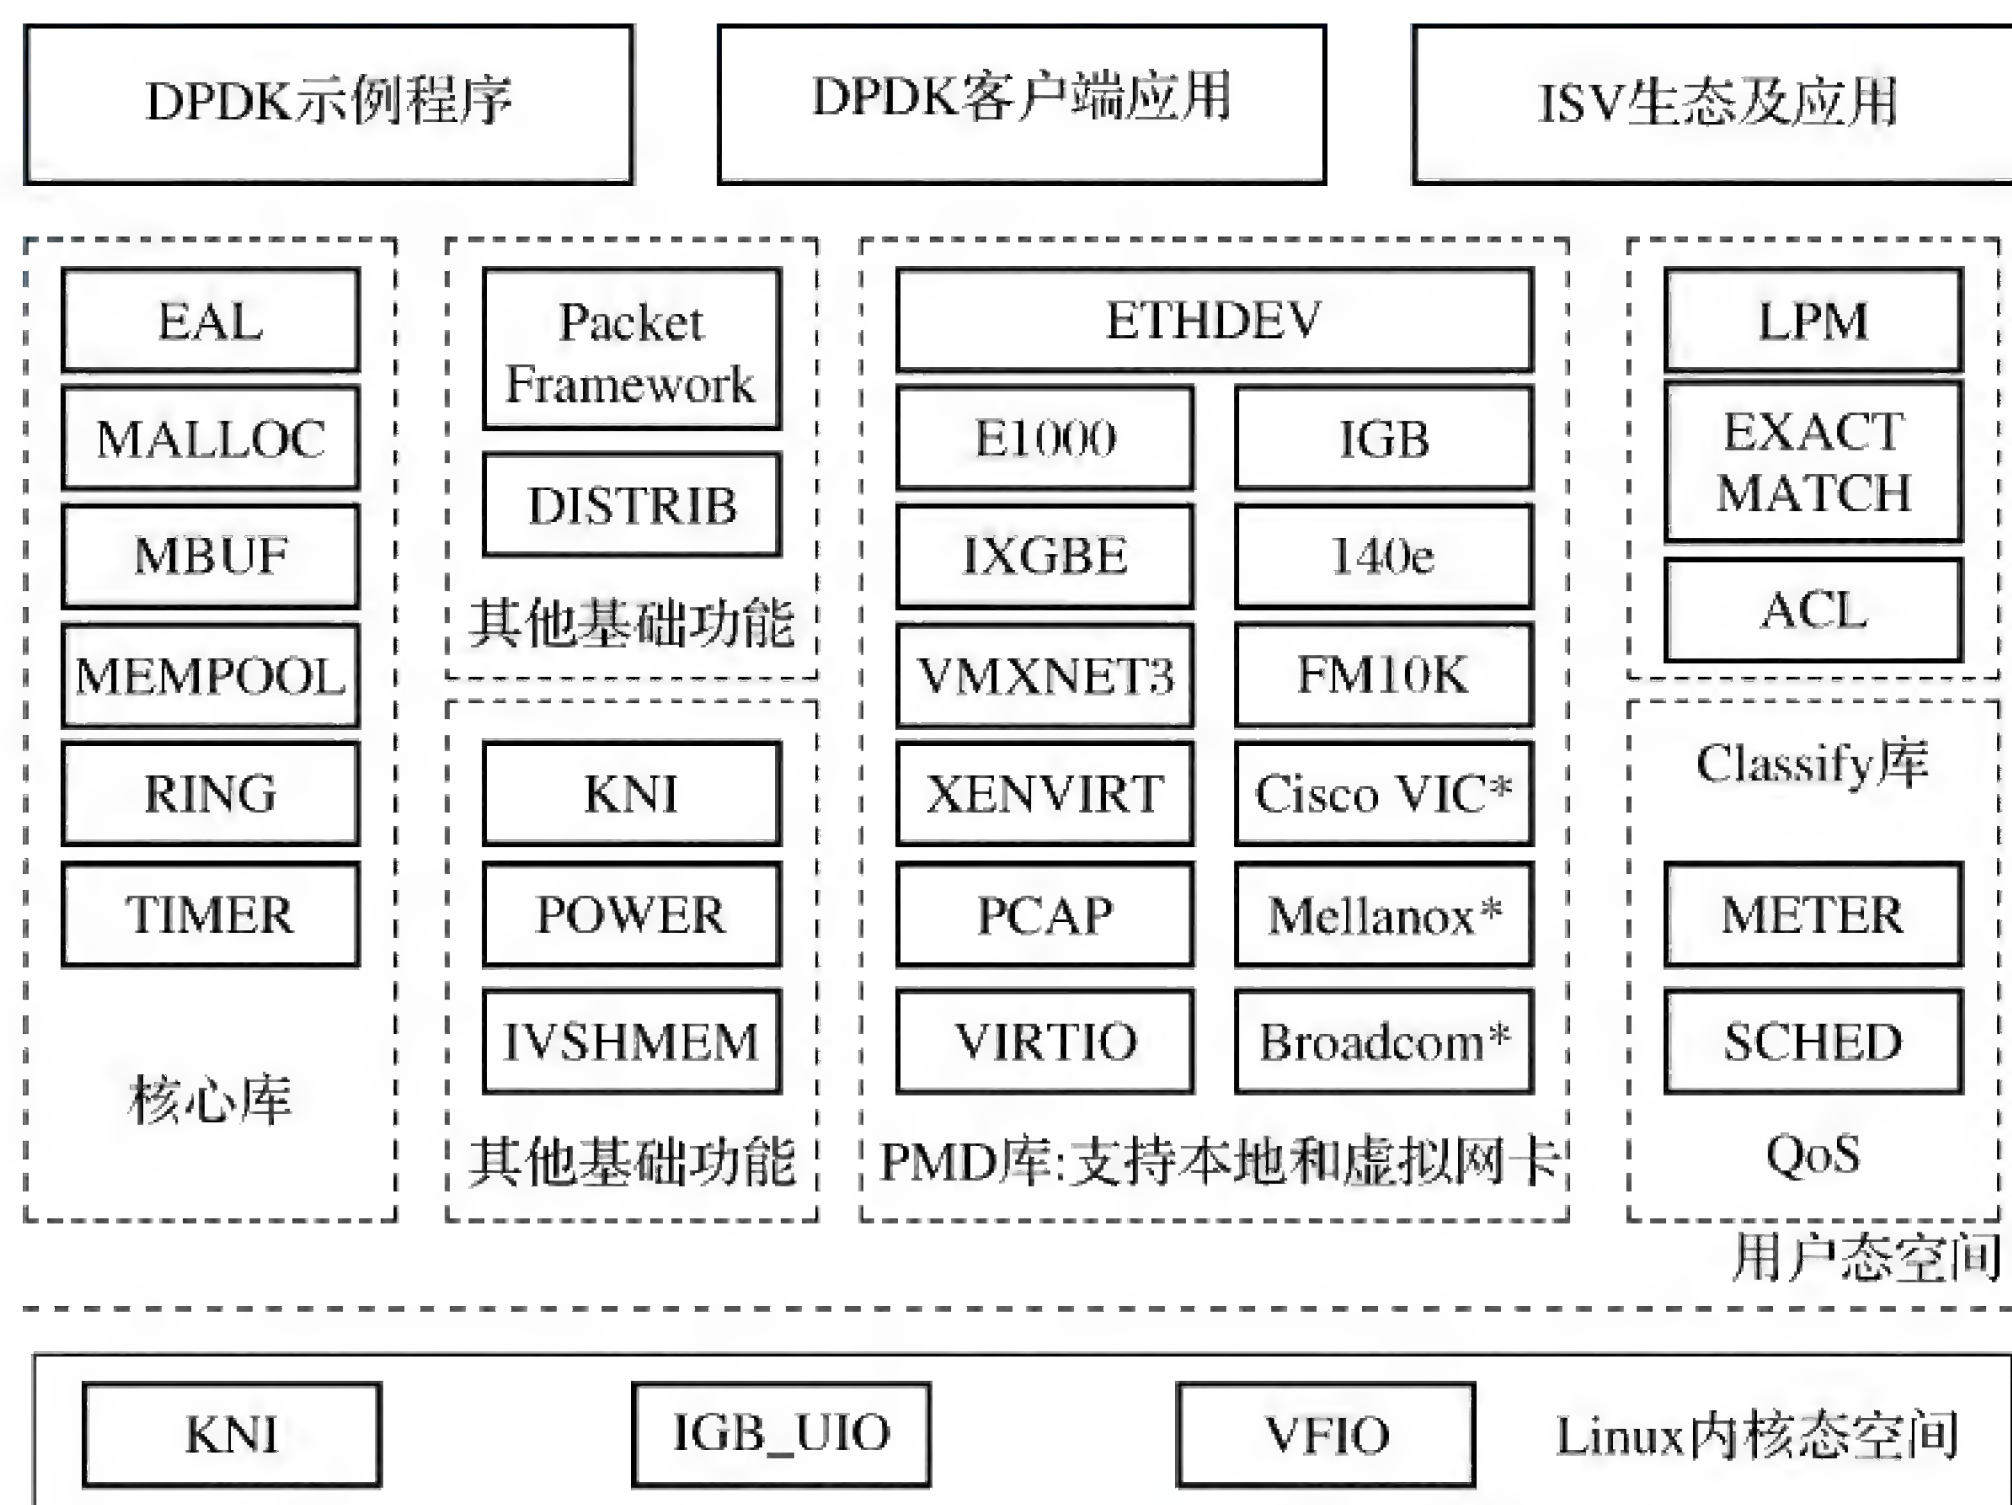 DPDK示例程序
DPDK客户端应用
ISV生态及应用
EAL
MALLOC
MBUF
MEMPOOL
RING
TIMER
核心库
Packet
Framework
DISTRIB
其他基础功能
KNI
POWER
IVSHMEM
其他基础功能
ETHDEV
E1000
IGB
IXGBE
140e
VMXNET3
FM10K
XENVIRT
Cisco VIC*
PCAP
Mellanox*
VIRTIO
Broadcom*
PMD库:支持本地和虚拟网卡
LPM
EXACT
MATCH
ACL
Classify库
METER
SCHED
QoS
用户态空间
KNI
IGB_UIO
VFIO
Linux内核态空间